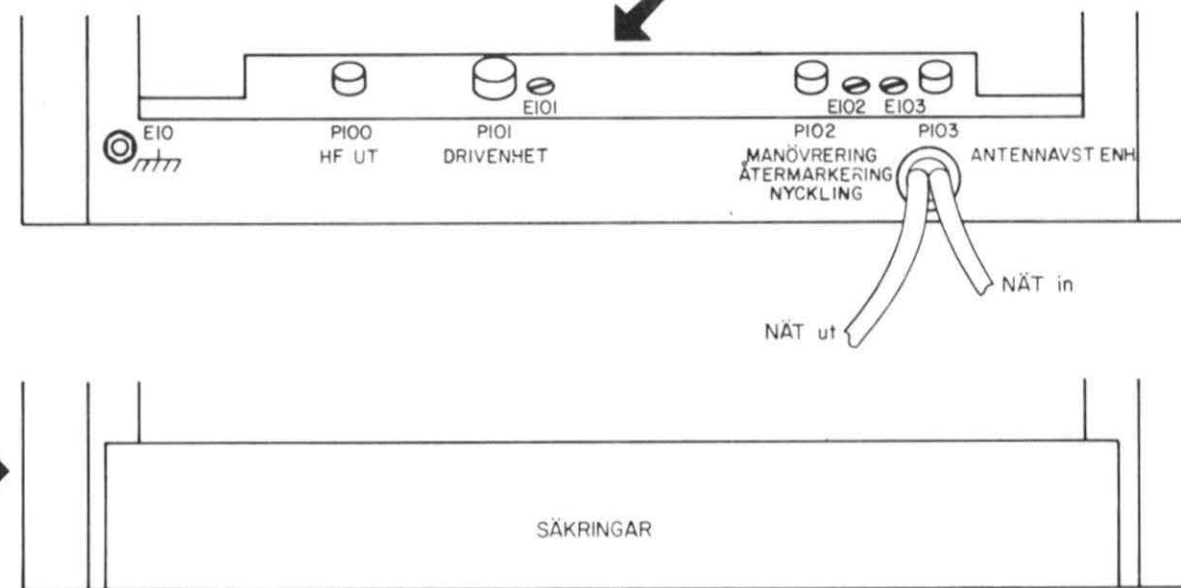 E101
E102 E103
E10
P100
P101
P102
P103
HF UT
DRIVENHET
MANÖVRERING
ÅTERMARKERING
NYCKLING
ANTENNAVST ENH
NÄT in
NÄT ut
SÄKRINGAR